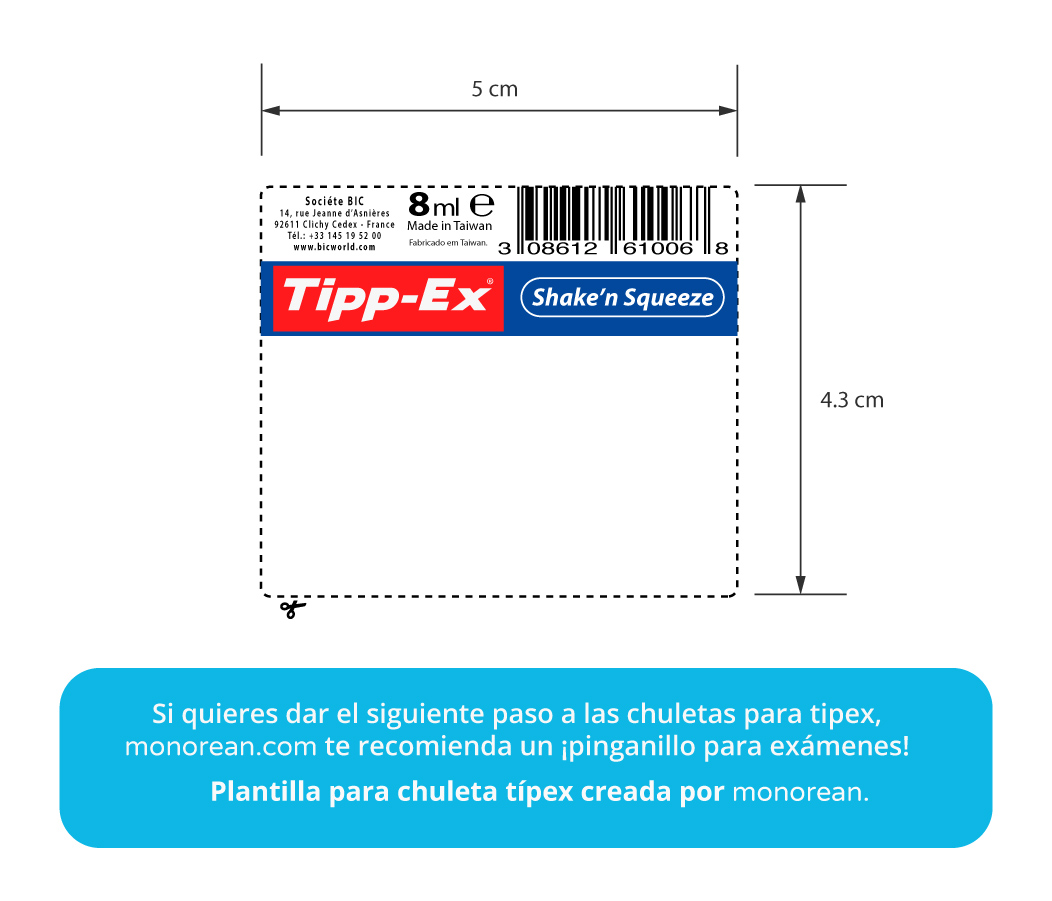 5 cm
Sociéte BIC
14, rue Jeanne d'Asnières
92611 Clichy Cedex - France
Tél.: +33 145 19 52 00
www.bicworld.com
8 ml ℮
Made in Taiwan
Fabricado em Taiwan.
3 08612 61006 8
Tipp-Ex®
Shake'n Squeeze
4.3 cm
Si quieres dar el siguiente paso a las chuletas para tipex,
monorean.com te recomienda un ¡pinganillo para exámenes!
Plantilla para chuleta típex creada por monorean.